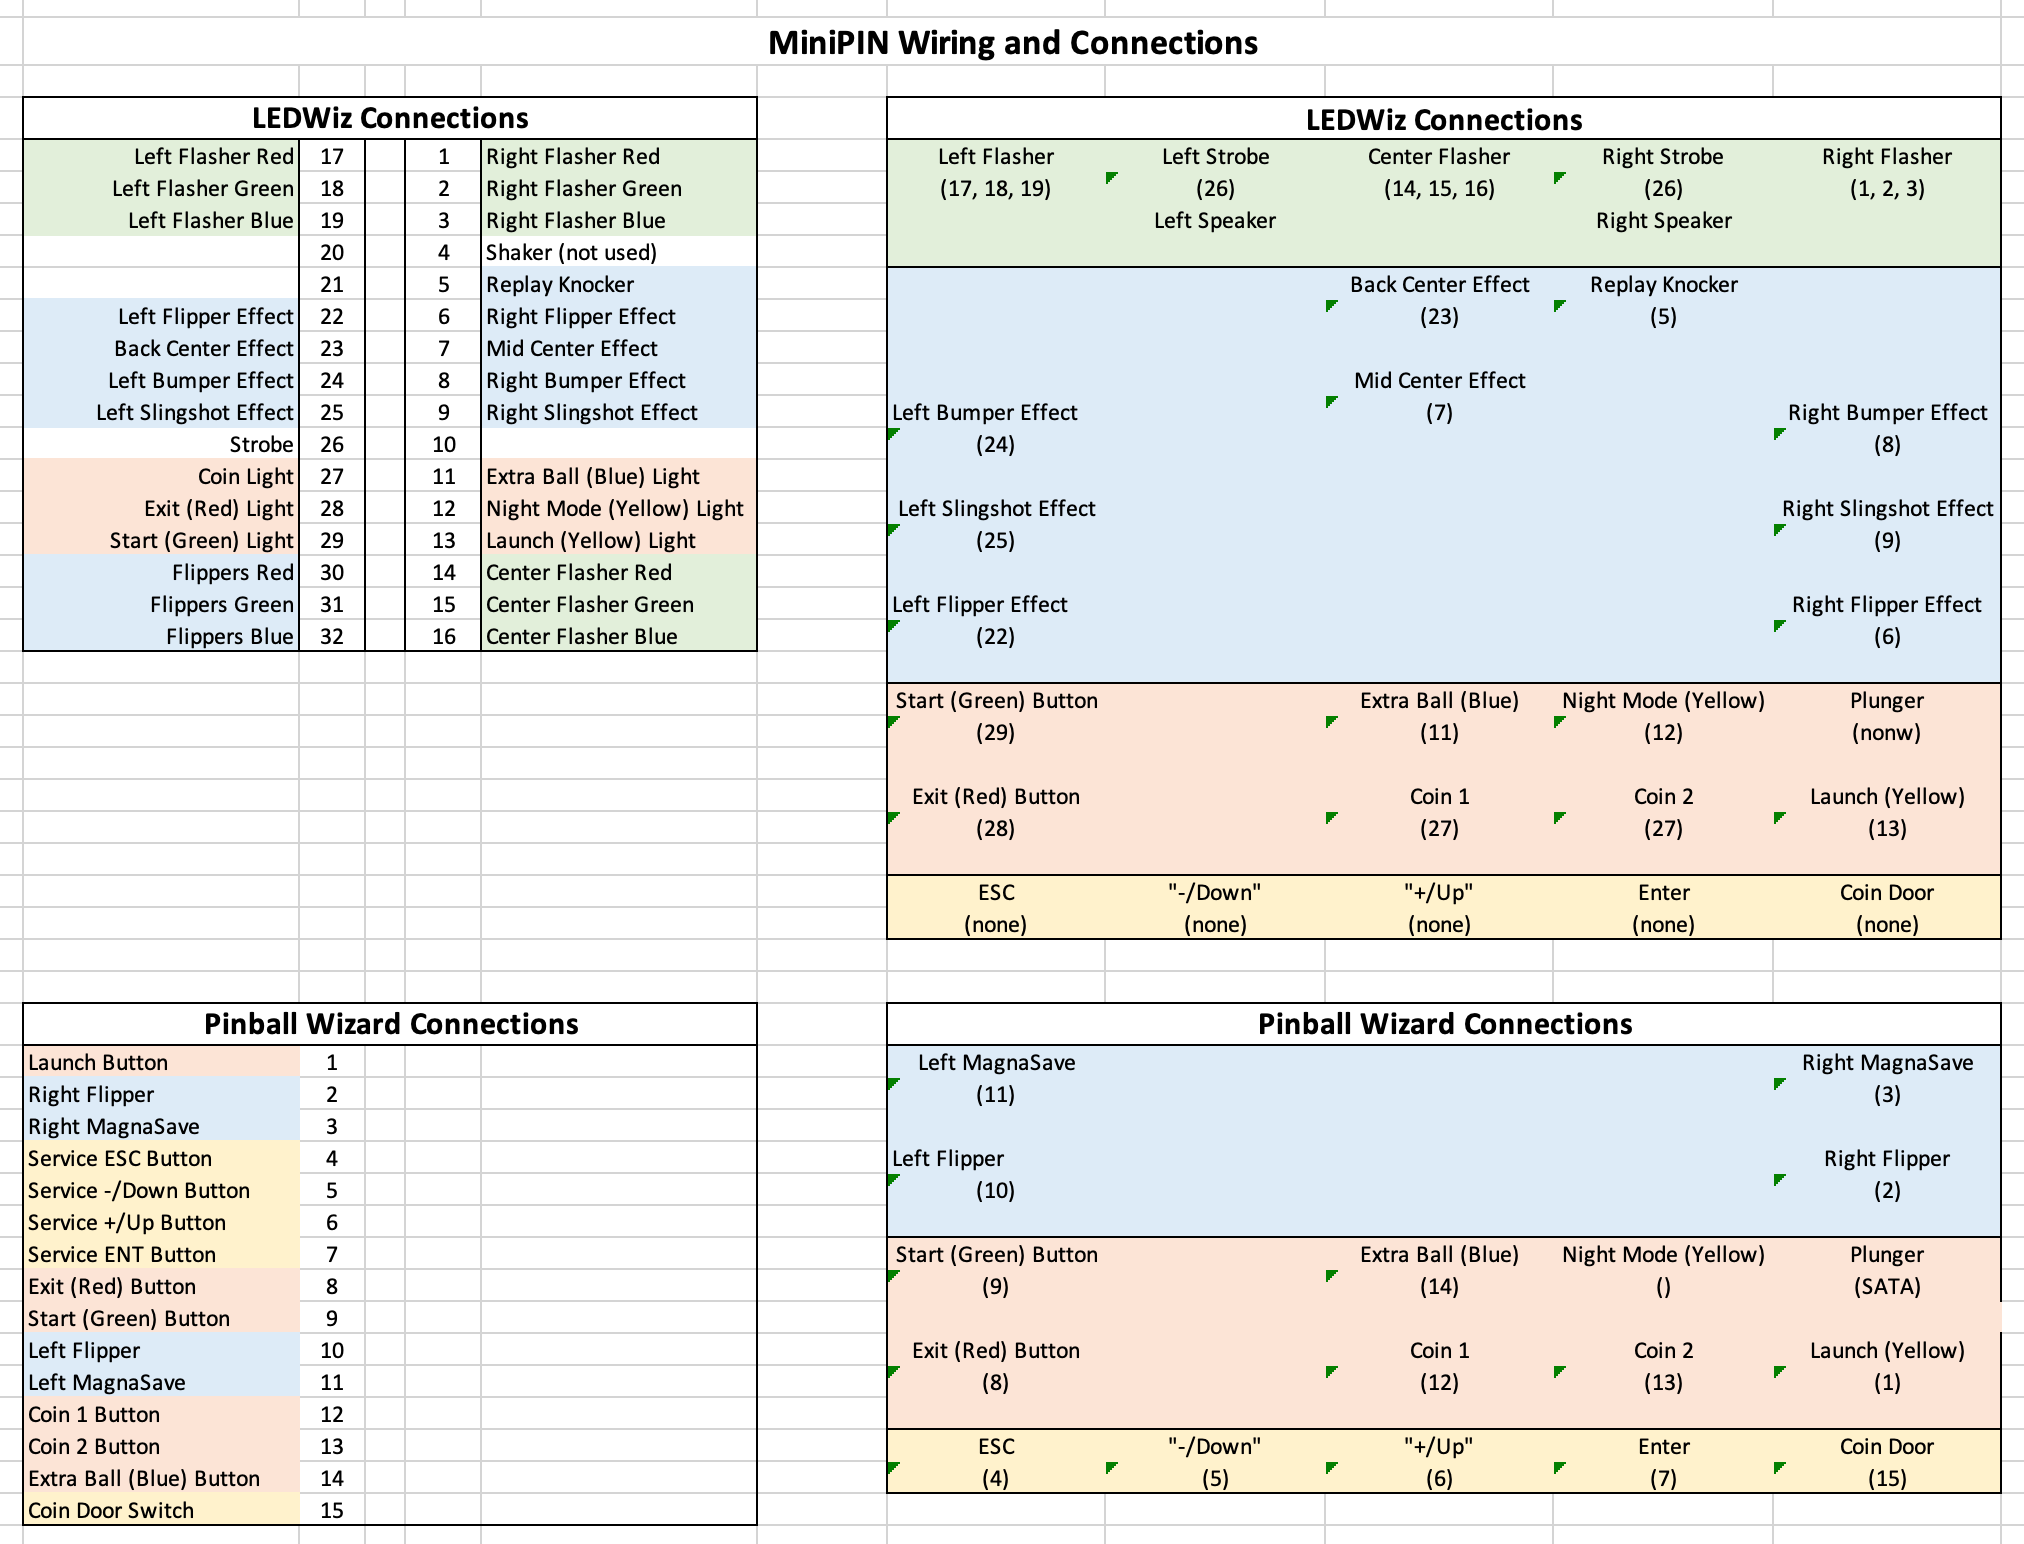 MiniPIN Wiring and Connections
LEDWiz Connections
Left Flasher Red 17 1 Right Flasher Red
Left Flasher Green 18 2 Right Flasher Green
Left Flasher Blue 19 3 Right Flasher Blue
20 4 Shaker (not used)
21 5 Replay Knocker
Left Flipper Effect 22 6 Right Flipper Effect
Back Center Effect 23 7 Mid Center Effect
Left Bumper Effect 24 8 Right Bumper Effect
Left Slingshot Effect 25 9 Right Slingshot Effect
Strobe 26 10
Coin Light 27 11 Extra Ball (Blue) Light
Exit (Red) Light 28 12 Night Mode (Yellow) Light
Start (Green) Light 29 13 Launch (Yellow) Light
Flippers Red 30 14 Center Flasher Red
Flippers Green 31 15 Center Flasher Green
Flippers Blue 32 16 Center Flasher Blue
LEDWiz Connections
Left Flasher Left Strobe Center Flasher Right Strobe Right Flasher
(17, 18, 19) (26) (14, 15, 16) (26) (1, 2, 3)
Left Speaker Right Speaker
Back Center Effect Replay Knocker
(23) (5)
Mid Center Effect
Left Bumper Effect (7) Right Bumper Effect
(24) (8)
Left Slingshot Effect Right Slingshot Effect
(25) (9)
Left Flipper Effect Right Flipper Effect
(22) (6)
Start (Green) Button Extra Ball (Blue) Night Mode (Yellow) Plunger
(29) (11) (12) (nonw)
Exit (Red) Button Coin 1 Coin 2 Launch (Yellow)
(28) (27) (27) (13)
ESC "-/Down" "+/Up" Enter Coin Door
(none) (none) (none) (none) (none)
Pinball Wizard Connections
Launch Button 1
Right Flipper 2
Right MagnaSave 3
Service ESC Button 4
Service -/Down Button 5
Service +/Up Button 6
Service ENT Button 7
Exit (Red) Button 8
Start (Green) Button 9
Left Flipper 10
Left MagnaSave 11
Coin 1 Button 12
Coin 2 Button 13
Extra Ball (Blue) Button 14
Coin Door Switch 15
Pinball Wizard Connections
Left MagnaSave Right MagnaSave
(11) (3)
Left Flipper Right Flipper
(10) (2)
Start (Green) Button Extra Ball (Blue) Night Mode (Yellow) Plunger
(9) (14) () (SATA)
Exit (Red) Button Coin 1 Coin 2 Launch (Yellow)
(8) (12) (13) (1)
ESC "-/Down" "+/Up" Enter Coin Door
(4) (5) (6) (7) (15)